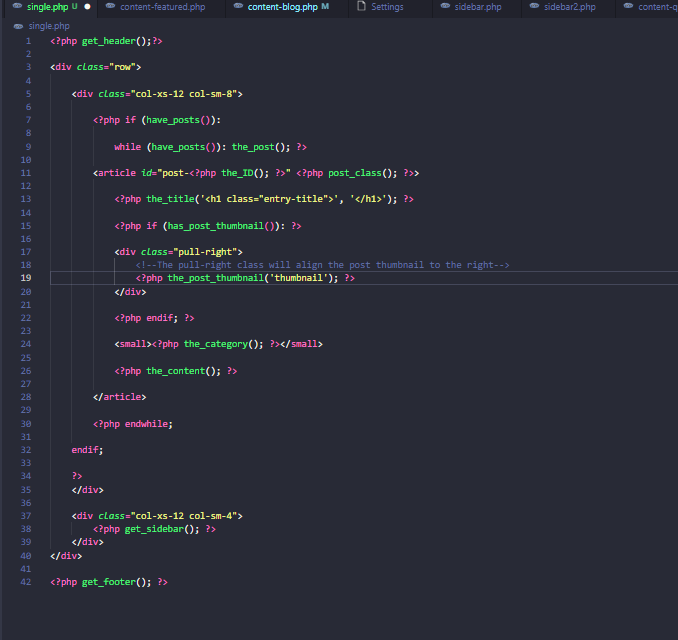 single.php U ● content-featured.php content-blog.php M Settings sidebar.php sidebar2.php content-q
single.php
1 <?php get_header();?>
2
3 <div class="row">
4
5 <div class="col-xs-12 col-sm-8">
6
7 <?php if (have_posts()):
8
9 while (have_posts()): the_post(); ?>
10
11 <article id="post-<?php the_ID(); ?>" <?php post_class(); ?>>
12
13 <?php the_title('<h1 class="entry-title">', '</h1>'); ?>
14
15 <?php if (has_post_thumbnail()): ?>
16
17 <div class="pull-right">
18 <!--The pull-right class will align the post thumbnail to the right-->
19 <?php the_post_thumbnail('thumbnail'); ?>
20 </div>
21
22 <?php endif; ?>
23
24 <small><?php the_category(); ?></small>
25
26 <?php the_content(); ?>
27
28 </article>
29
30 <?php endwhile;
31
32 endif;
33
34 ?>
35 </div>
36
37 <div class="col-xs-12 col-sm-4">
38 <?php get_sidebar(); ?>
39 </div>
40 </div>
41
42 <?php get_footer(); ?>